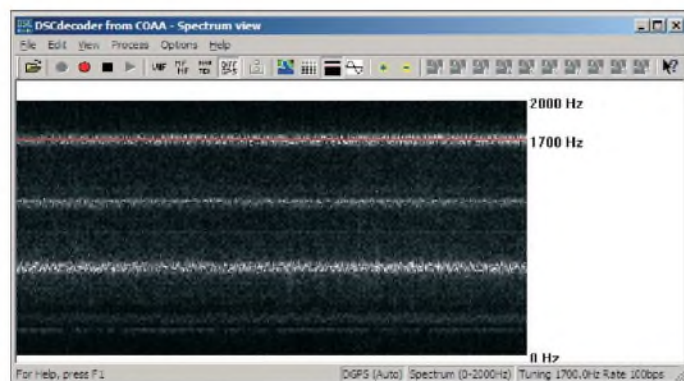 DSCdecoder from COAA - Spectrum view
File Edit View Process Options Help
2000 Hz
1700 Hz
0 Hz
For Help, press F1
DGPS (Auto) Spectrum (0-2000Hz) Tuning 1700.0Hz Rate 100bps